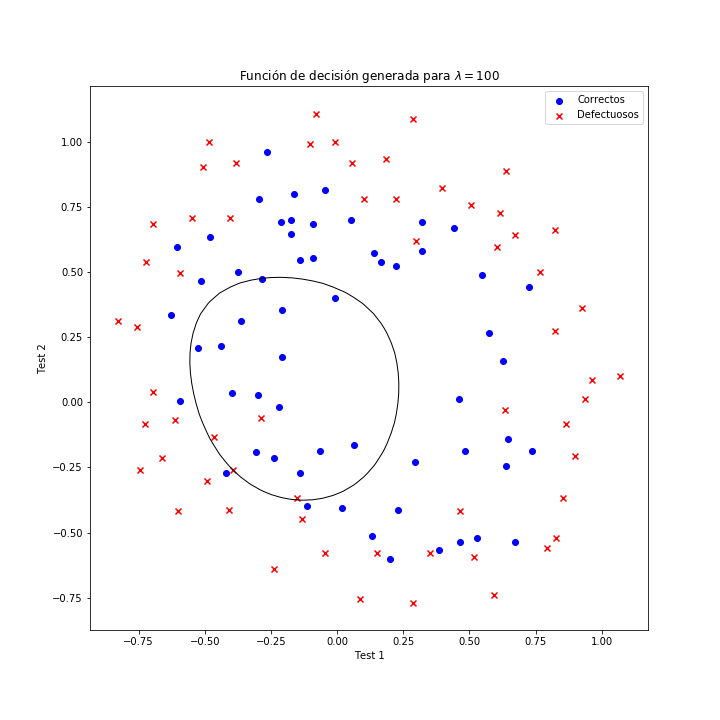 Función de decisión generada para λ = 100
Correctos
Defectuosos
1.00
0.75
0.50
0.25
0.00
−0.25
−0.50
−0.75
Test 2
−0.75 −0.50 −0.25 0.00 0.25 0.50 0.75 1.00
Test 1